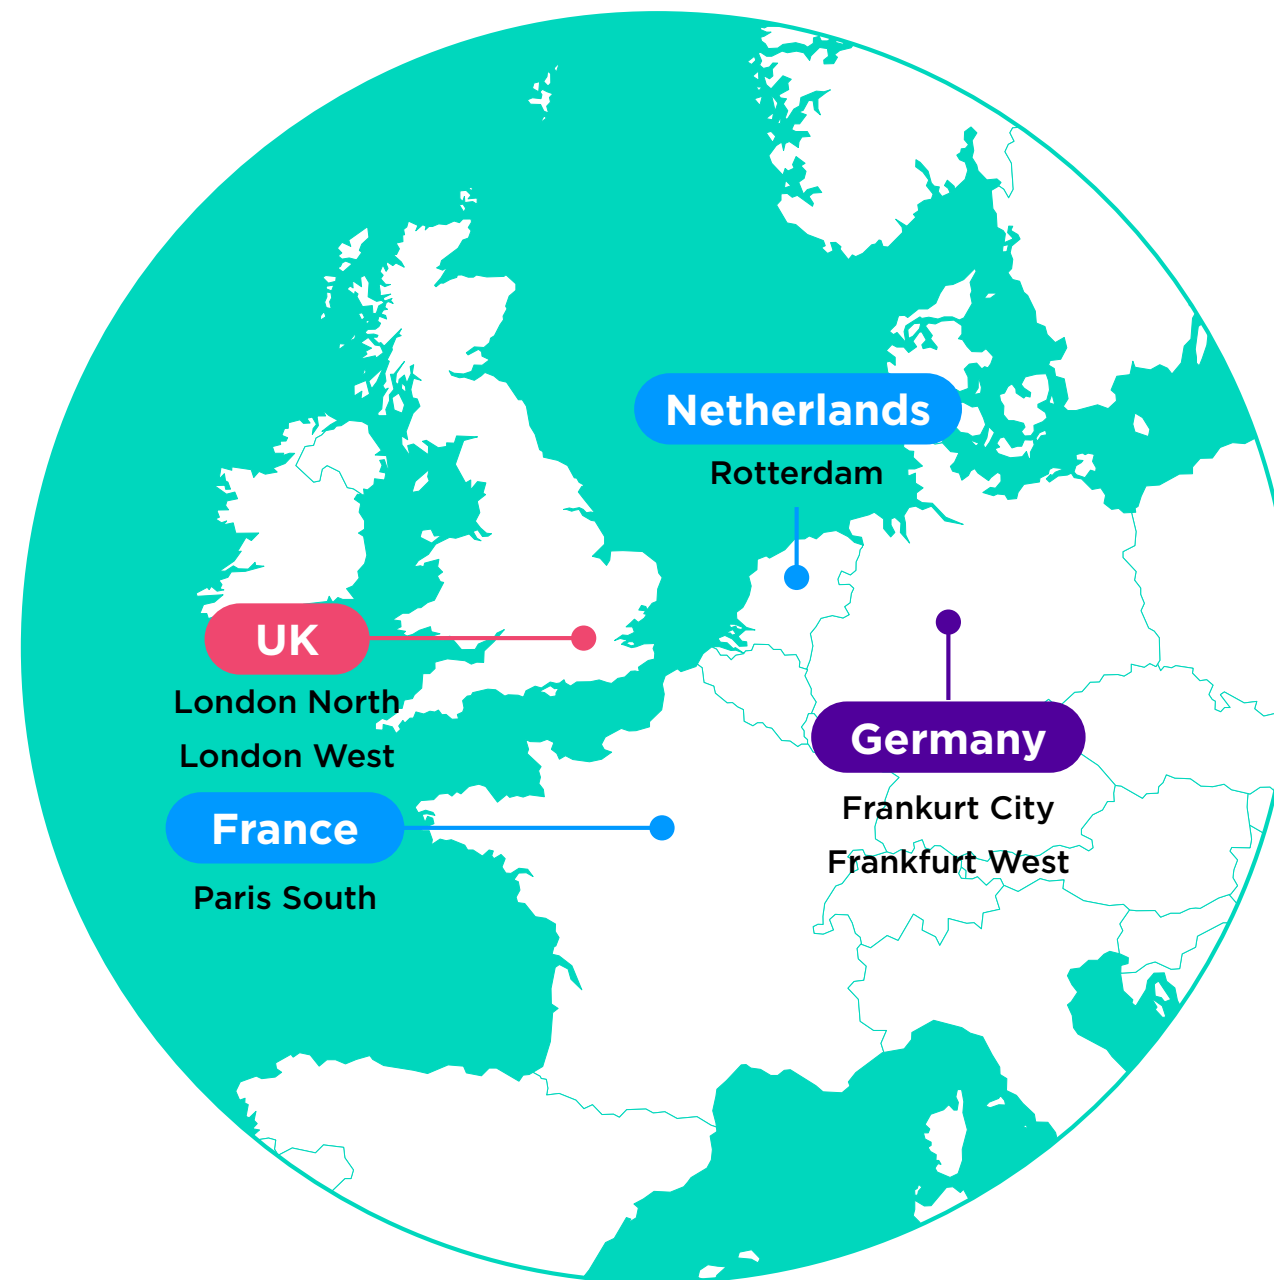 Netherlands
Rotterdam
UK
London North
London West
Germany
Frankurt City
Frankfurt West
France
Paris South